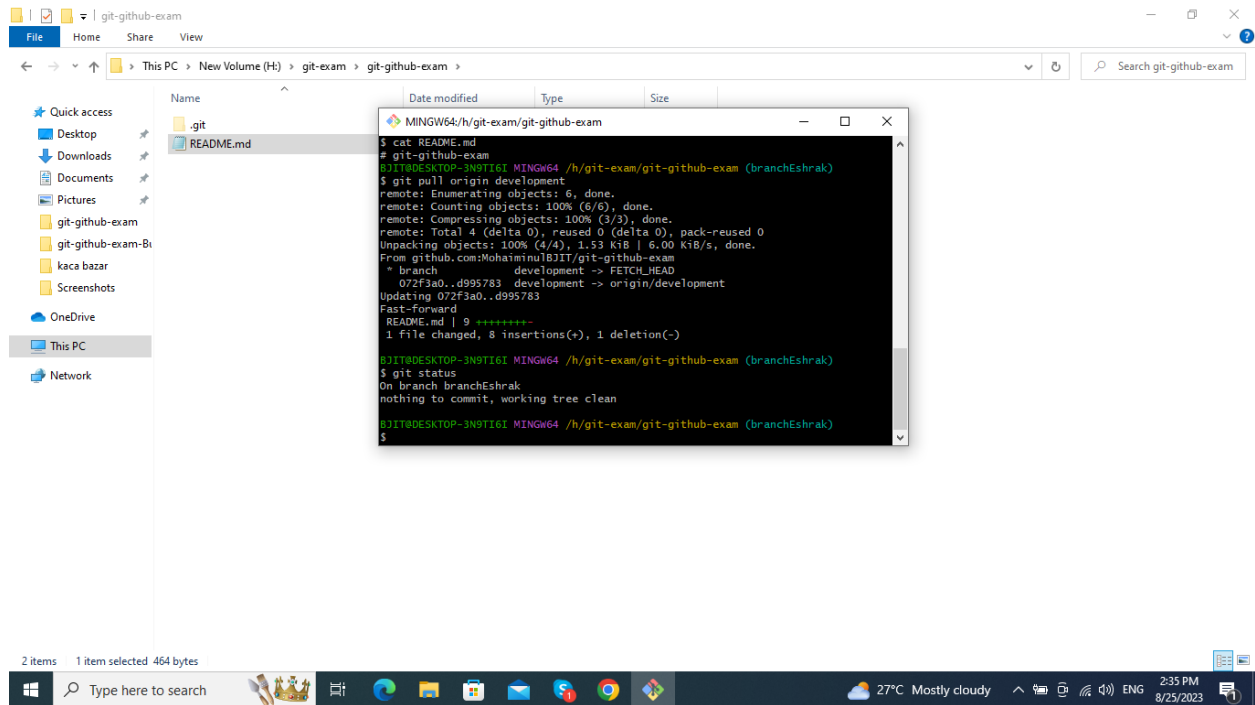 git-github-exam
File Home Share View
This PC > New Volume (H:) > git-exam > git-github-exam >
Search git-github-exam
Name Date modified Type Size
Quick access
Desktop
Downloads
Documents
Pictures
git-github-exam
git-github-exam-Bu
kaca bazar
Screenshots
OneDrive
This PC
Network
.git
README.md
MINGW64:/h/git-exam/git-github-exam
$ cat README.md
# git-github-exam
BJIT@DESKTOP-3N9TI6I MINGW64 /h/git-exam/git-github-exam (branchEshrak)
$ git pull origin development
remote: Enumerating objects: 6, done.
remote: Counting objects: 100% (6/6), done.
remote: Compressing objects: 100% (3/3), done.
remote: Total 4 (delta 0), reused 0 (delta 0), pack-reused 0
Unpacking objects: 100% (4/4), 1.53 KiB | 6.00 KiB/s, done.
From github.com:MohaiminulBJIT/git-github-exam
 * branch            development -> FETCH_HEAD
   072f3a0..d995783  development -> origin/development
Updating 072f3a0..d995783
Fast-forward
 README.md | 9 ++++++++-
 1 file changed, 8 insertions(+), 1 deletion(-)
BJIT@DESKTOP-3N9TI6I MINGW64 /h/git-exam/git-github-exam (branchEshrak)
$ git status
On branch branchEshrak
nothing to commit, working tree clean
BJIT@DESKTOP-3N9TI6I MINGW64 /h/git-exam/git-github-exam (branchEshrak)
$
2 items 1 item selected 464 bytes
Type here to search
27°C Mostly cloudy
ENG
2:35 PM
8/25/2023